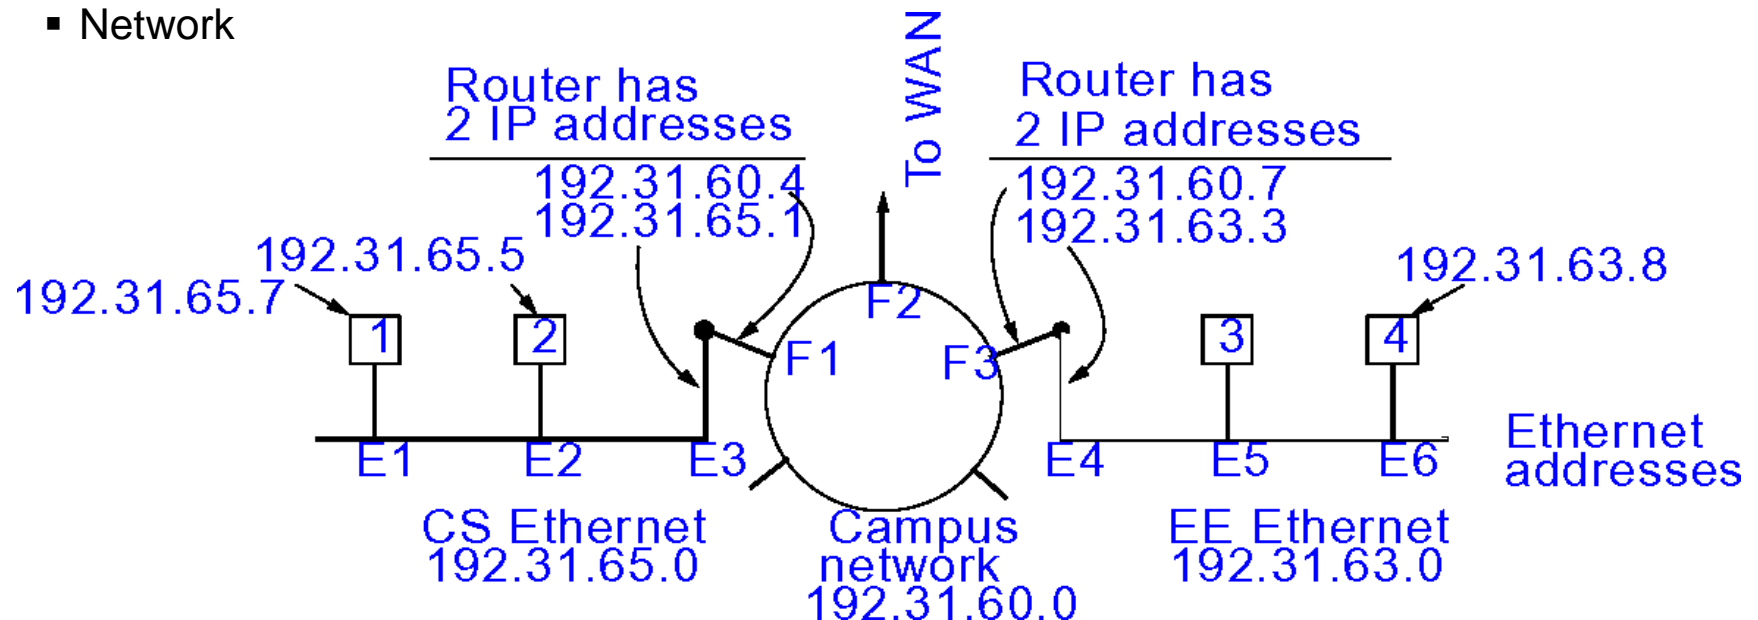 ▪ Network
Router has
2 IP addresses
192.31.60.4
192.31.65.1
To WAN
Router has
2 IP addresses
192.31.60.7
192.31.63.3
192.31.65.5
192.31.65.7
192.31.63.8
1
2
F1
F2
F3
3
4
E1
E2
E3
E4
E5
E6
Ethernet
addresses
CS Ethernet
192.31.65.0
Campus
network
192.31.60.0
EE Ethernet
192.31.63.0